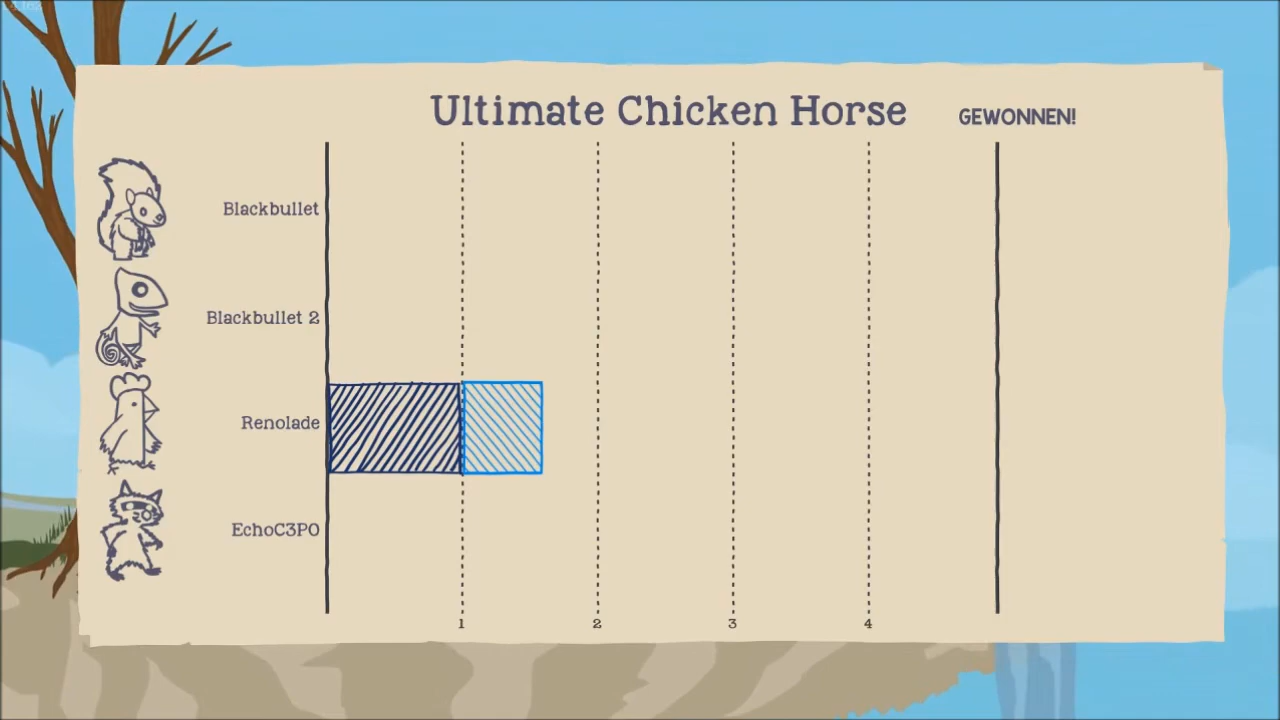 Ultimate Chicken Horse
GEWONNEN!
Blackbullet
Blackbullet 2
Renolade
EchoC3PO
1 2 3 4